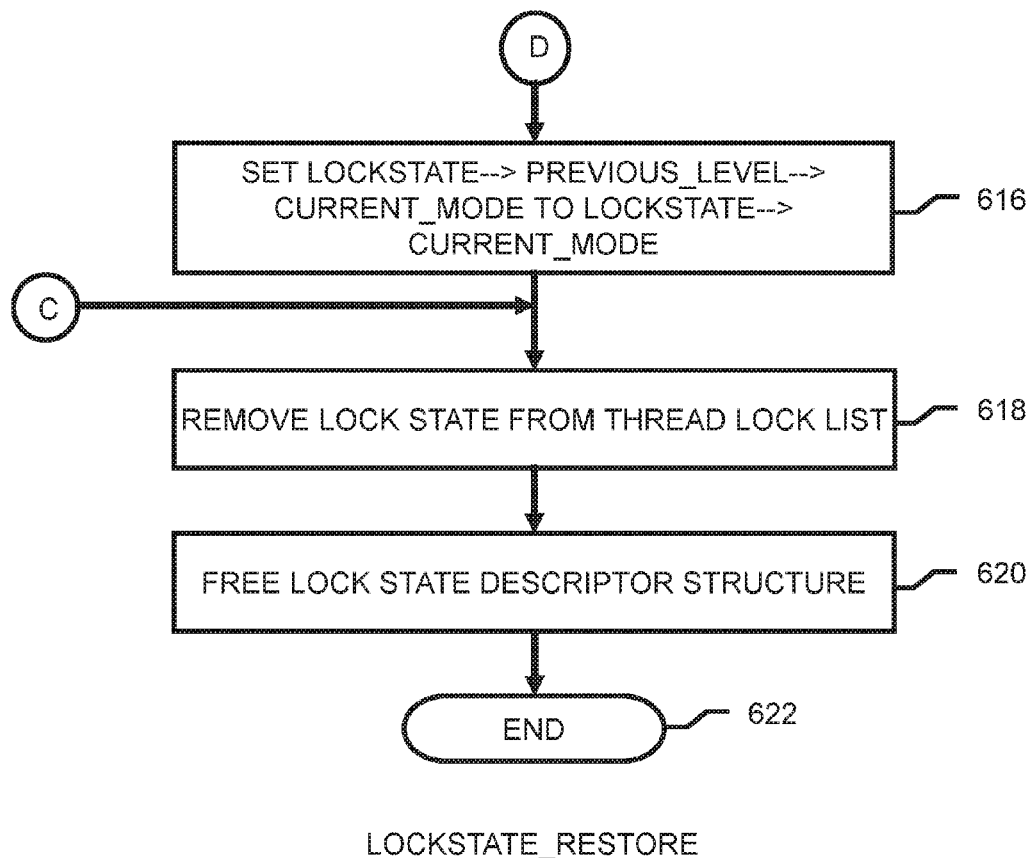 D
SET LOCKSTATE--> PREVIOUS_LEVEL-->
CURRENT_MODE TO LOCKSTATE-->
CURRENT_MODE
616
C
REMOVE LOCK STATE FROM THREAD LOCK LIST
618
FREE LOCK STATE DESCRIPTOR STRUCTURE
620
END
622
LOCKSTATE_RESTORE